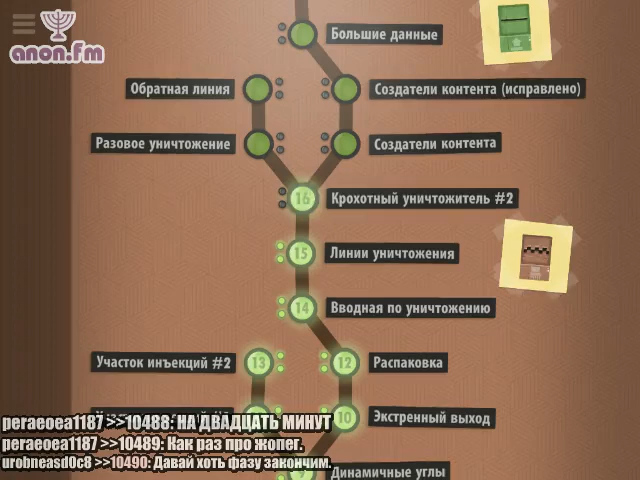 Большие данные
anon.fm
Обратная линия
Создатели контента (исправлено)
Разовое уничтожение
Создатели контента
16
Крохотный уничтожитель #2
15
Линии уничтожения
14
Вводная по уничтожению
Участок инъекций #2
13
12
Распаковка
10
Экстренный выход
peraeoea1187 >>10488: НА ДВАДЦАТЬ МИНУТ
peraeoea1187 >>10489: Как раз про жопег.
urobneasd0c8 >>10490: Давай хоть фазу закончим.
Динамичные углы